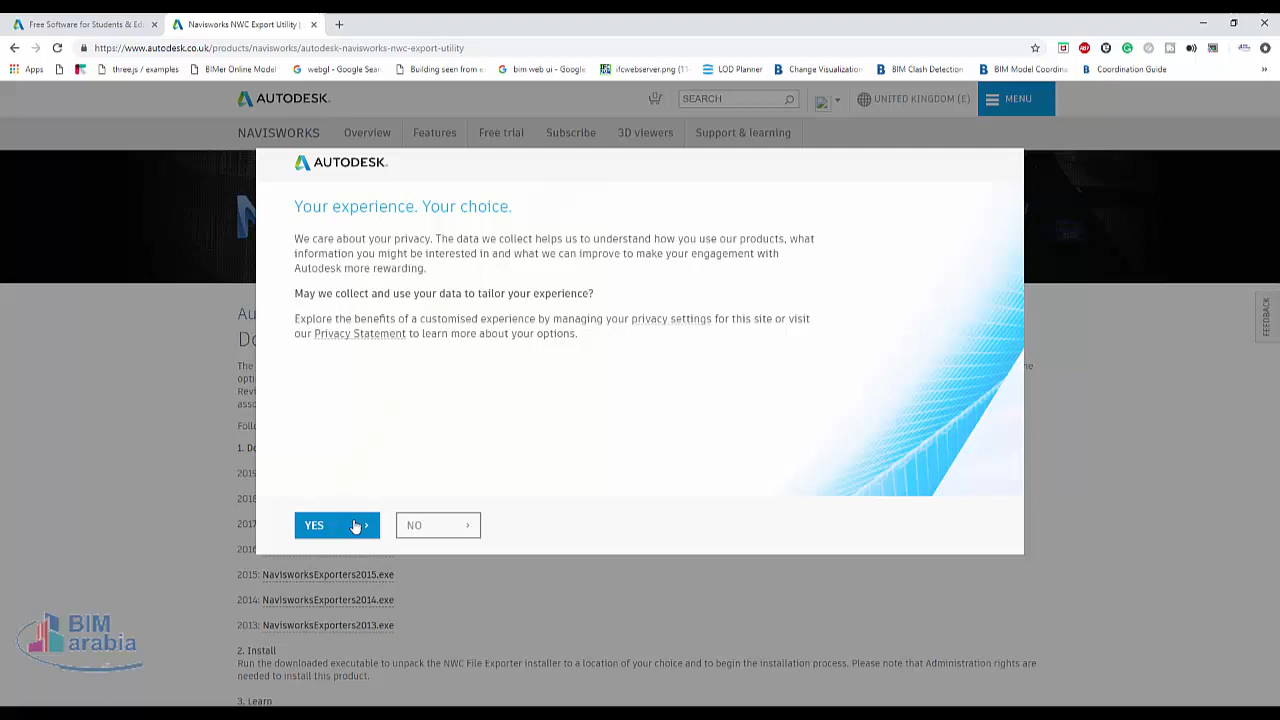 Free Software for Students & Ed
Navisworks NWC Export Utility |
https://www.autodesk.co.uk/products/navisworks/autodesk-navisworks-nwc-export-utility
Apps
three.js / examples
BIMer Online Model
webgl - Google Sear
Building seen from e
bim web ui - Google
ifcwebserver.png (11
LOD Planner
Change Visualization
BIM Clash Detection
BIM Model Coordina
Coordination Guide
»
AUTODESK.
SEARCH
UNITED KINGDOM (E)
MENU
NAVISWORKS
Overview
Features
Free trial
Subscribe
3D viewers
Support & learning
AUTODESK.
Your experience. Your choice.
We care about your privacy. The data we collect helps us to understand how you use our products, what
information you might be interested in and what we can improve to make your engagement with
Autodesk more rewarding.
May we collect and use your data to tailor your experience?
Explore the benefits of a customised experience by managing your privacy settings for this site or visit
our Privacy Statement to learn more about your options.
YES
NO
FEEDBACK
2015: NavisworksExporters2015.exe
2014: NavisworksExporters2014.exe
2013: NavisworksExporters2013.exe
2. Install
Run the downloaded executable to unpack the NWC File Exporter installer to a location of your choice and to begin the installation process. Please note that Administration rights are
needed to install this product.
3. Learn
BIM
arabia